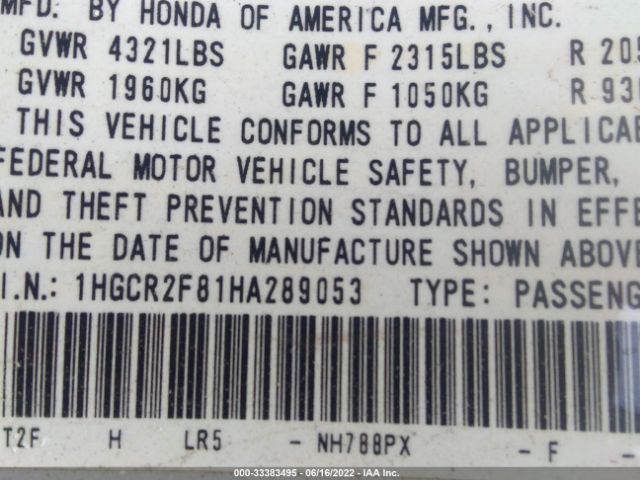 MFD. BY HONDA OF AMERICA MFG., INC.
GVWR 4321LBS GAWR F 2315LBS R 205
GVWR 1960KG GAWR F 1050KG R 930
THIS VEHICLE CONFORMS TO ALL APPLICAB
FEDERAL MOTOR VEHICLE SAFETY, BUMPER,
AND THEFT PREVENTION STANDARDS IN EFFE
ON THE DATE OF MANUFACTURE SHOWN ABOVE
I.N.: 1HGCR2F81HA289053 TYPE: PASSENG
T2F H LR5 - NH788PX - F -
000-33383495 - 06/16/2022 - IAA Inc.